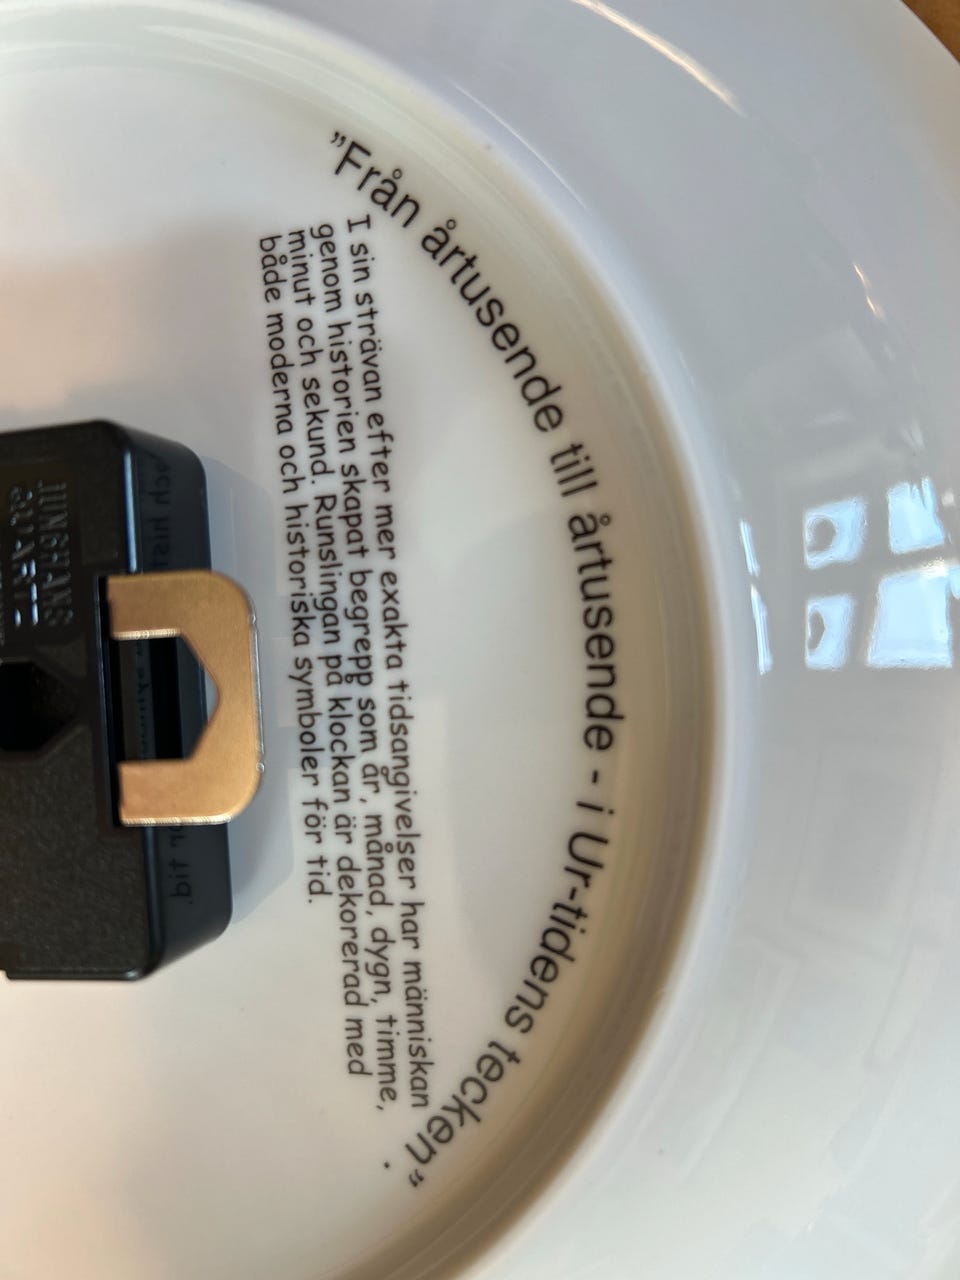 ”Från årtusende till årtusende - i Ur-tidens tecken”
I sin strävan efter mer exakta tidsangivelser har människan
genom historien skapat begrepp som år, månad, dygn, timme,
minut och sekund. Runslingan på klockan är dekorerad med
både moderna och historiska symboler för tid.
JUNGHANS
QUARTZ